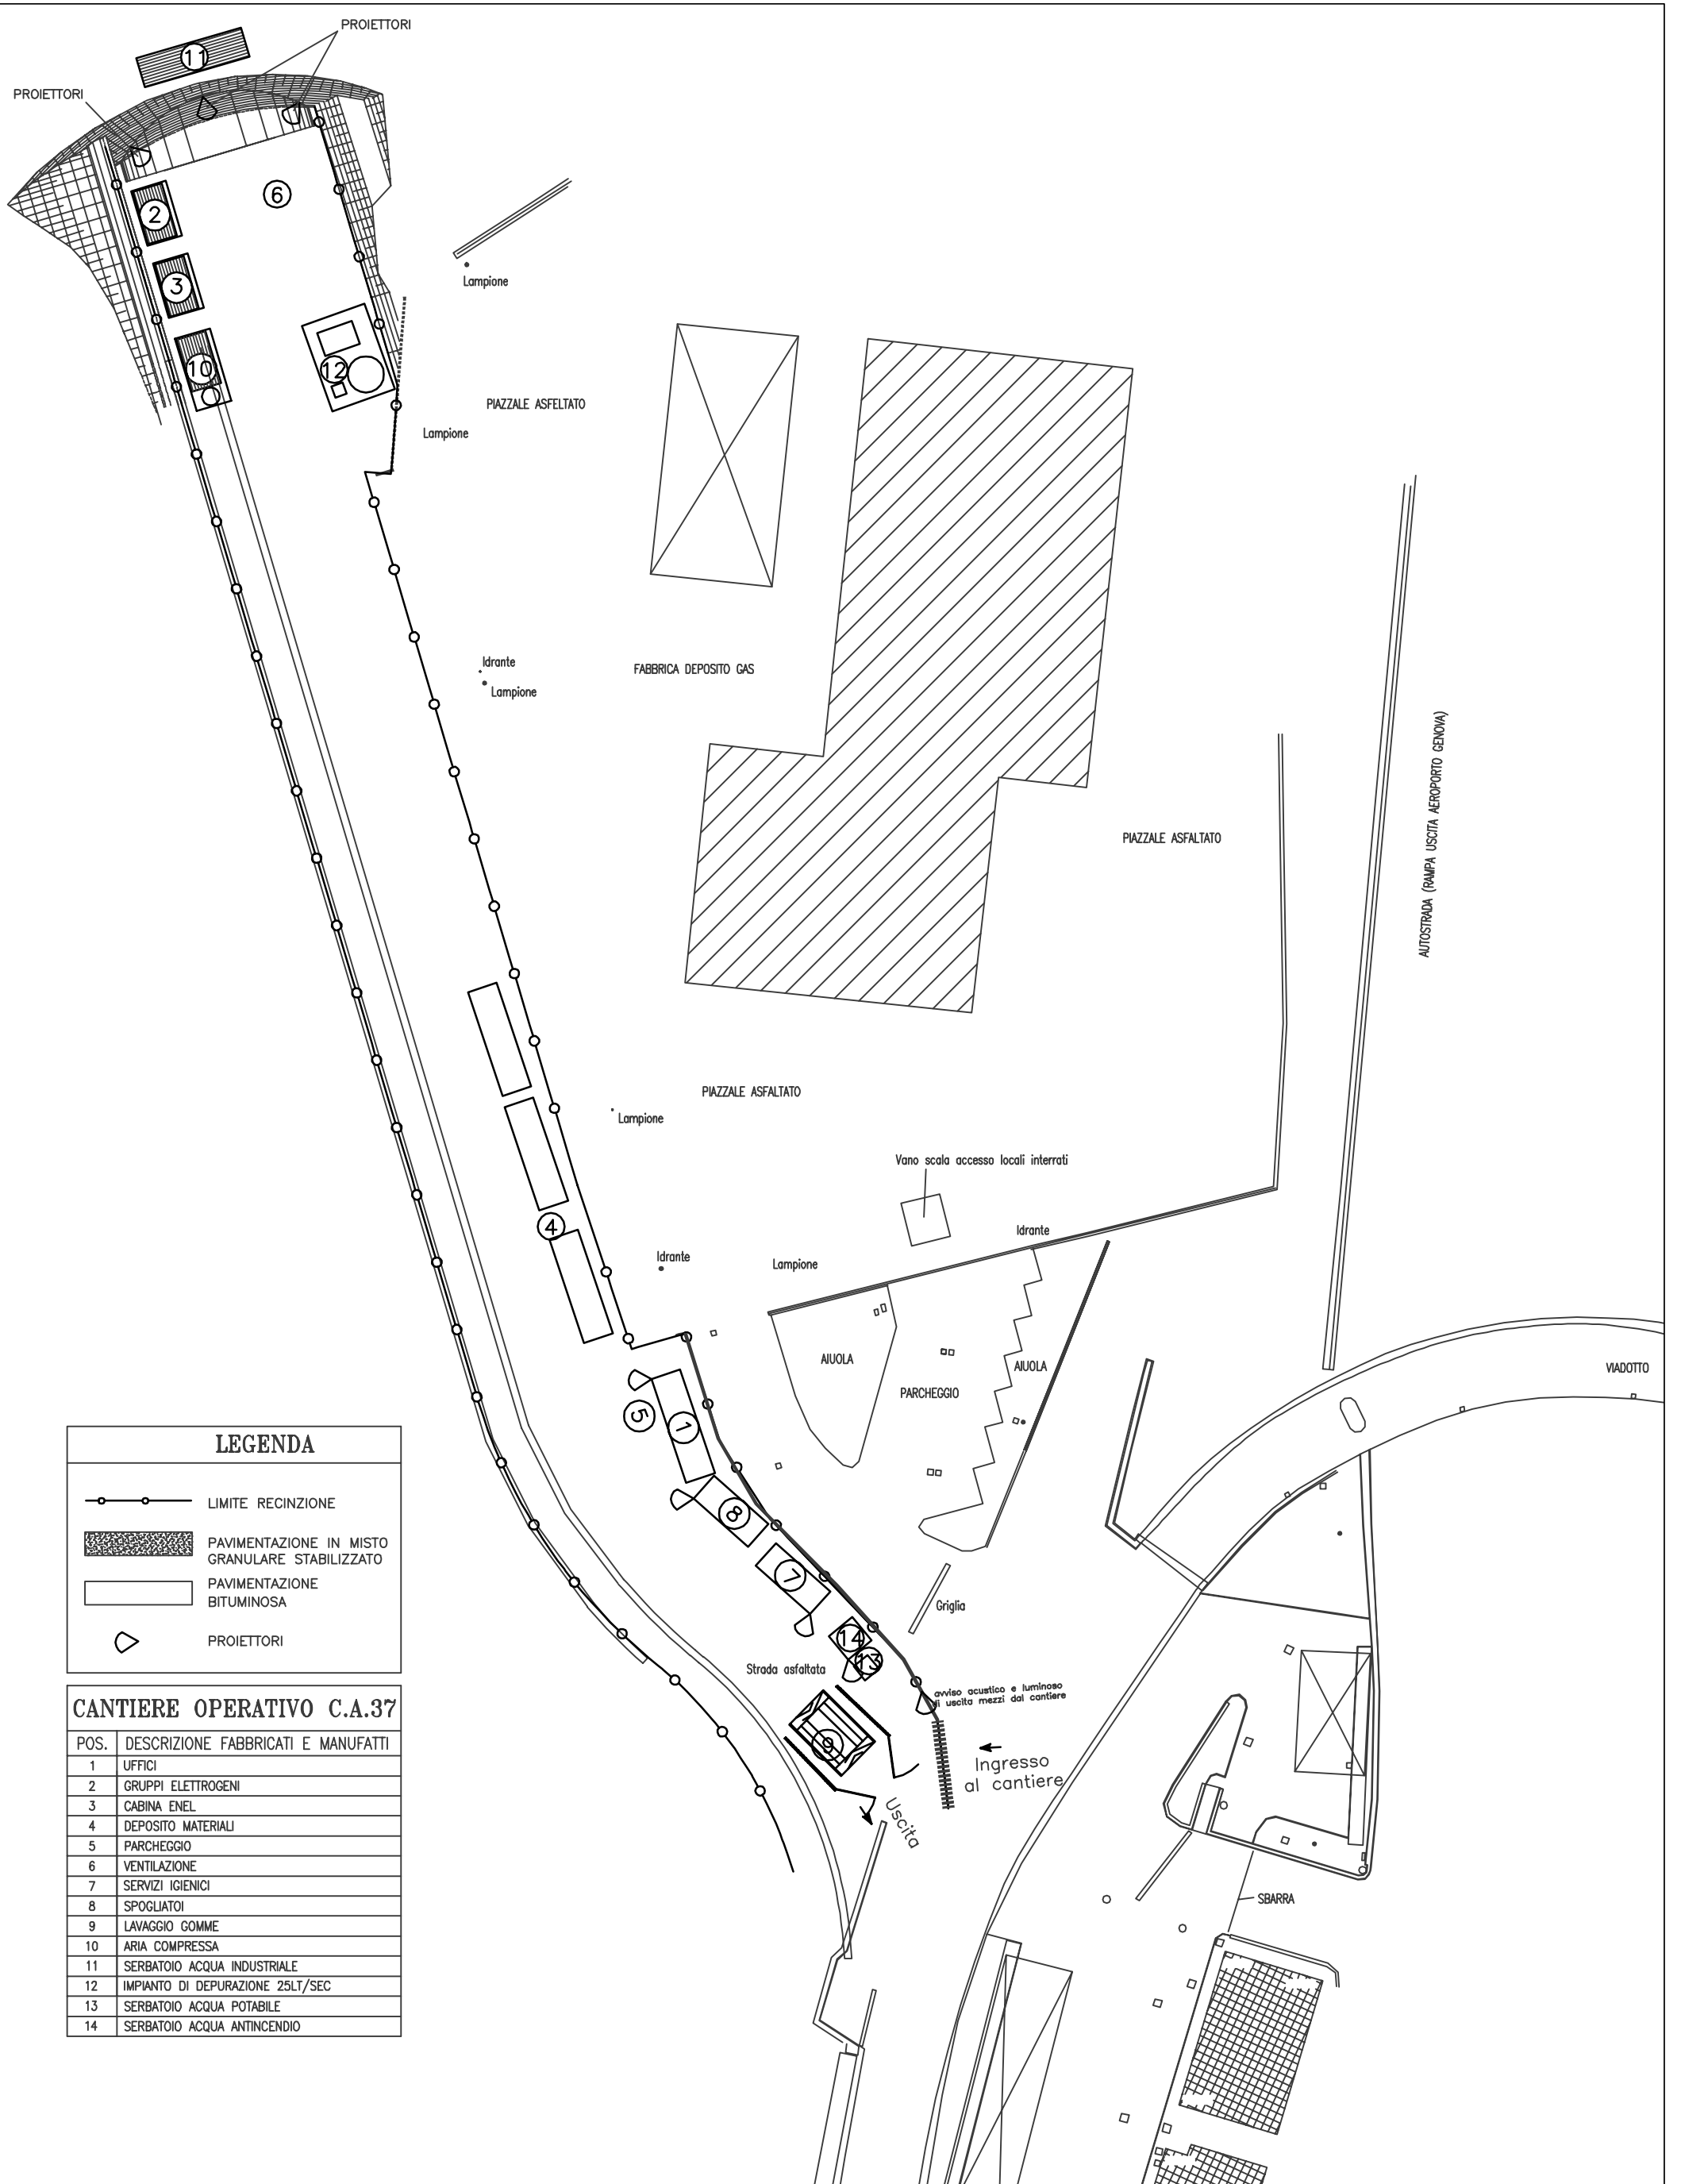 PROIETTORI
11
PROIETTORI
6
2
3
Lampione
10
12
PIAZZALE ASFELTATO
Lampione
Idrante
Lampione
FABBRICA DEPOSITO GAS
AUTOSTRADA (RAMPA USCITA AEROPORTO GENOVA)
PIAZZALE ASFALTATO
PIAZZALE ASFALTATO
Lampione
Vano scala accesso locali interrati
4
Idrante
Idrante
Lampione
AIUOLA
AIUOLA
VIADOTTO
PARCHEGGIO
5
1
8
7
Griglia
14
13
Strada asfaltata
avviso acustico e luminoso
di uscita mezzi dal cantiere
9
Ingresso
al cantiere
Uscita
SBARRA
LEGENDA
LIMITE RECINZIONE
PAVIMENTAZIONE IN MISTO
GRANULARE STABILIZZATO
PAVIMENTAZIONE
BITUMINOSA
PROIETTORI
CANTIERE OPERATIVO C.A.37
POS. DESCRIZIONE FABBRICATI E MANUFATTI
1 UFFICI
2 GRUPPI ELETTROGENI
3 CABINA ENEL
4 DEPOSITO MATERIALI
5 PARCHEGGIO
6 VENTILAZIONE
7 SERVIZI IGIENICI
8 SPOGLIATOI
9 LAVAGGIO GOMME
10 ARIA COMPRESSA
11 SERBATOIO ACQUA INDUSTRIALE
12 IMPIANTO DI DEPURAZIONE 25LT/SEC
13 SERBATOIO ACQUA POTABILE
14 SERBATOIO ACQUA ANTINCENDIO